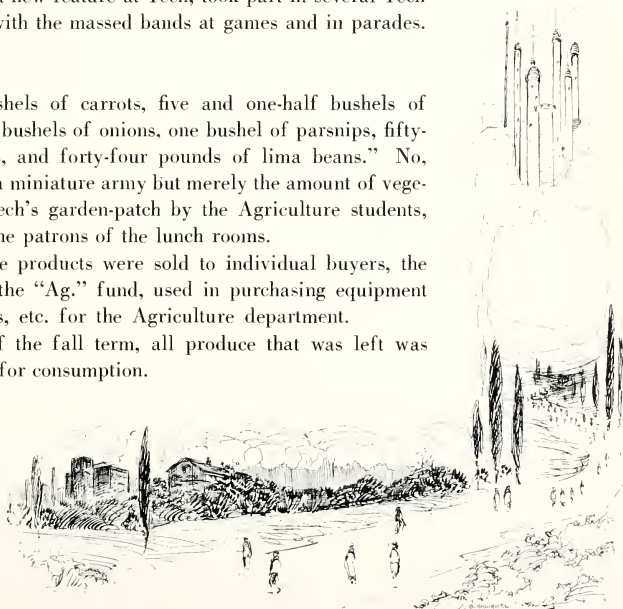 new feature at Tech, took part in several Tech
with the massed bands at games and in parades.
shels of carrots, five and one-half bushels of
bushels of onions, one bushel of parsnips, fifty-
, and forty-four pounds of lima beans.” No,
miniature army but merely the amount of vege-
ech’s garden-patch by the Agriculture students,
ne patrons of the lunch rooms.
e products were sold to individual buyers, the
the “Ag.” fund, used in purchasing equipment
s, etc. for the Agriculture department.
f the fall term, all produce that was left was
for consumption.